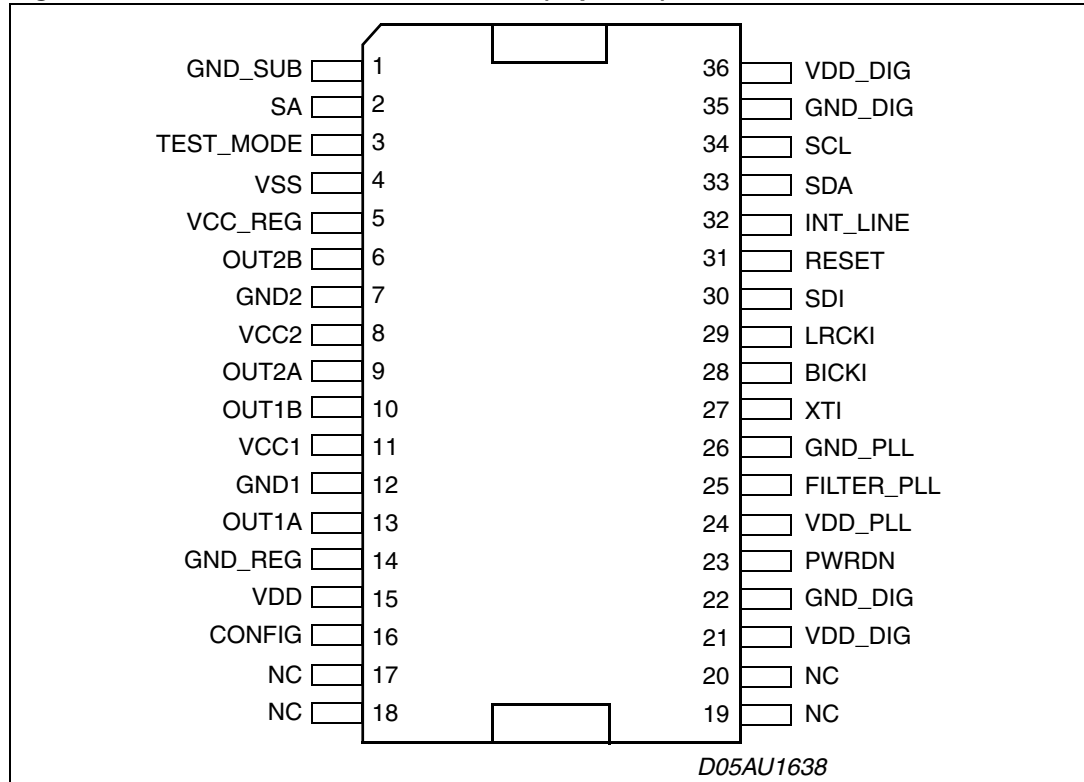 GND_SUB 1 36 VDD_DIG
SA 2 35 GND_DIG
TEST_MODE 3 34 SCL
VSS 4 33 SDA
VCC_REG 5 32 INT_LINE
OUT2B 6 31 RESET
GND2 7 30 SDI
VCC2 8 29 LRCKI
OUT2A 9 28 BICKI
OUT1B 10 27 XTI
VCC1 11 26 GND_PLL
GND1 12 25 FILTER_PLL
OUT1A 13 24 VDD_PLL
GND_REG 14 23 PWRDN
VDD 15 22 GND_DIG
CONFIG 16 21 VDD_DIG
NC 17 20 NC
NC 18 19 NC
D05AU1638